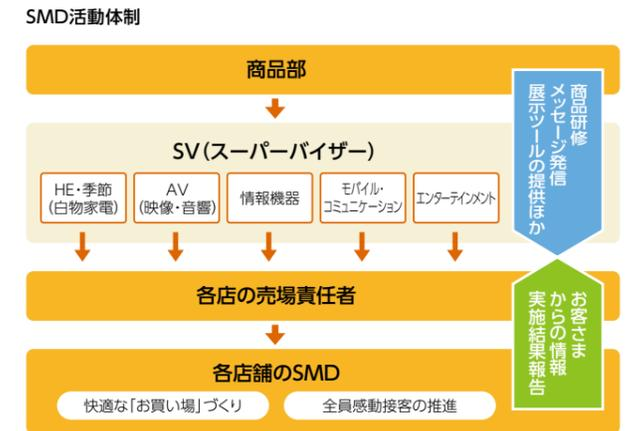 SMD活動体制
商品部
SV（スーパーバイザー）
HE・季節
（白物家電）
AV
（映像・音響）
情報機器
モバイル・
コミュニケーション
エンターテインメント
各店の売場責任者
各店舗のSMD
快適な「お買い場」づくり
全員感動接客の推進
商品研修
メッセージ発信
展示ツールの提供ほか
お客さま
からの情報
実施結果報告